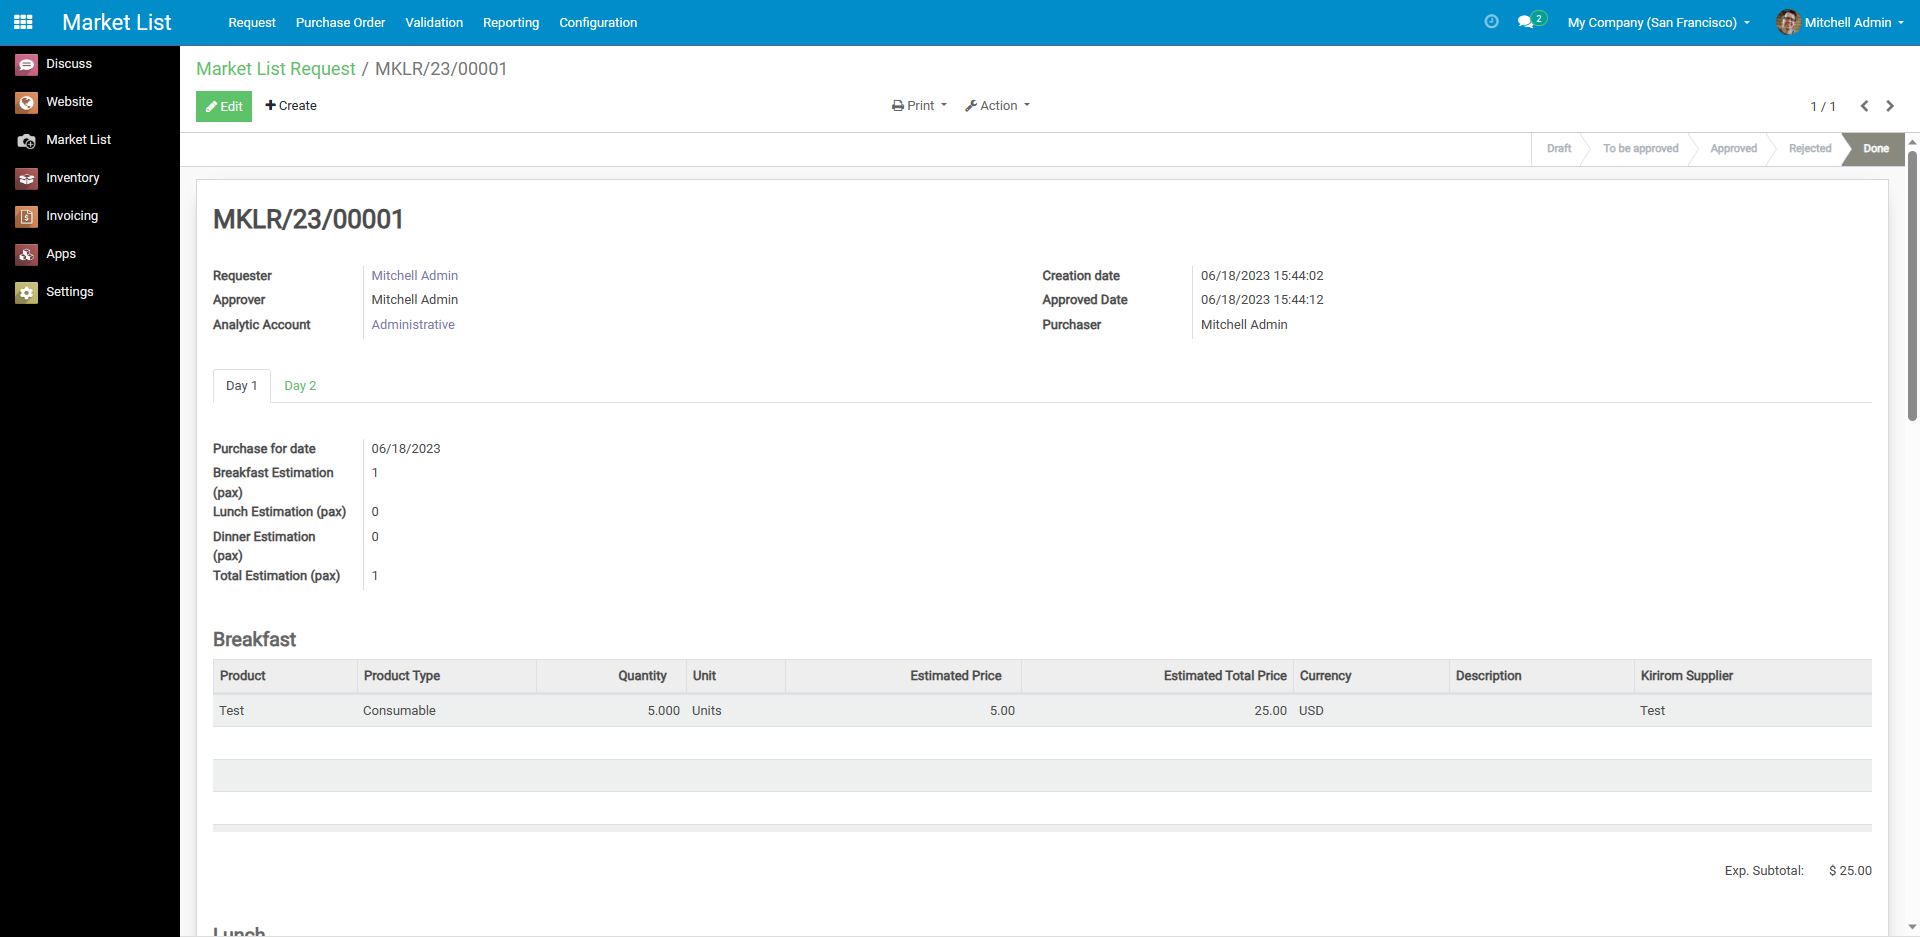 Market List
Request Purchase Order Validation Reporting Configuration
2 My Company (San Francisco) Mitchell Admin
Discuss
Website
Market List
Inventory
Invoicing
Apps
Settings
Market List Request / MKLR/23/00001
Edit Create Print Action 1 / 1
Draft To be approved Approved Rejected Done
MKLR/23/00001
Requester Mitchell Admin Creation date 06/18/2023 15:44:02
Approver Mitchell Admin Approved Date 06/18/2023 15:44:12
Analytic Account Administrative Purchaser Mitchell Admin
Day 1 Day 2
Purchase for date 06/18/2023
Breakfast Estimation 1
(pax)
Lunch Estimation (pax) 0
Dinner Estimation 0
(pax)
Total Estimation (pax) 1
Breakfast
Product Product Type Quantity Unit Estimated Price Estimated Total Price Currency Description Kirirom Supplier
Test Consumable 5.000 Units 5.00 25.00 USD Test
Exp. Subtotal: $ 25.00
Lunch